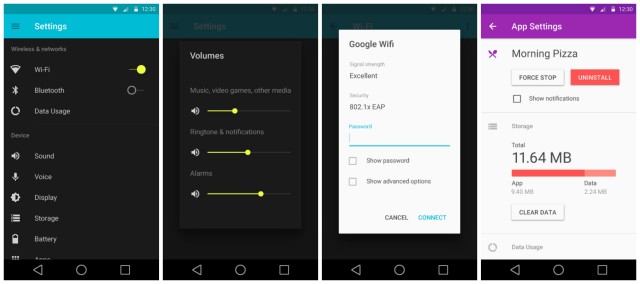 12:30
Settings
Wireless & networks
Wi-Fi
Bluetooth
Data Usage
Device
Sound
Voice
Display
Storage
Battery
Apps
12:30
Settings
Volumes
Music, video games, other media
Ringtone & notifications
Alarms
12:30
Wi-Fi
Google Wifi
Signal strength
Excellent
Security
802.1x EAP
Password
Show password
Show advanced options
CANCEL CONNECT
12:30
App Settings
Morning Pizza
FORCE STOP UNINSTALL
Show notifications
Storage
Total
11.64 MB
App Data
9.40 MB 2.24 MB
CLEAR DATA
Data Usage